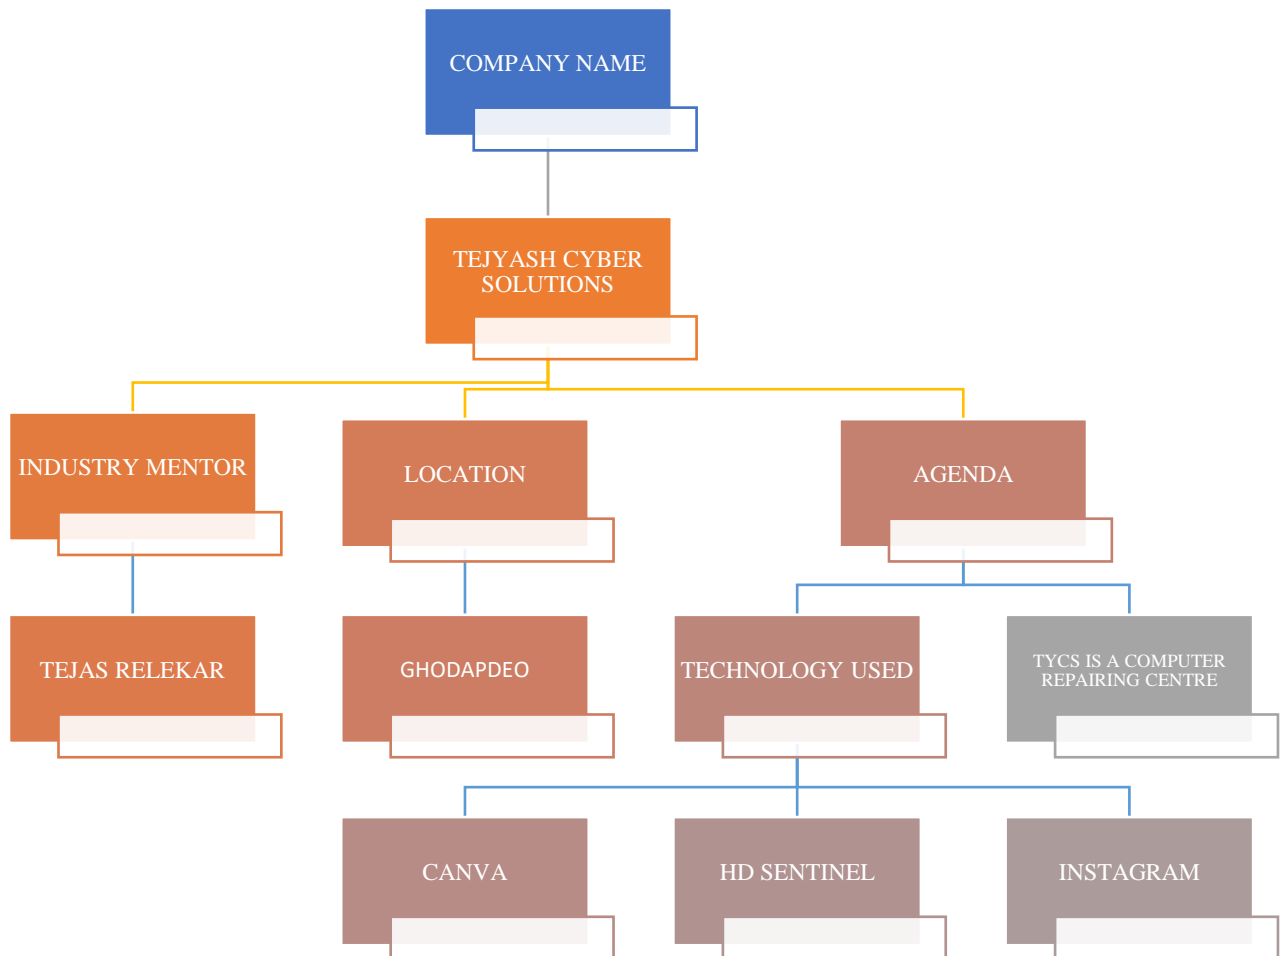 COMPANY NAME
TEJYASH CYBER
SOLUTIONS
INDUSTRY MENTOR
LOCATION
AGENDA
TEJAS RELEKAR
GHODAPDEO
TECHNOLOGY USED
TYCS IS A COMPUTER
REPAIRING CENTRE
CANVA
HD SENTINEL
INSTAGRAM